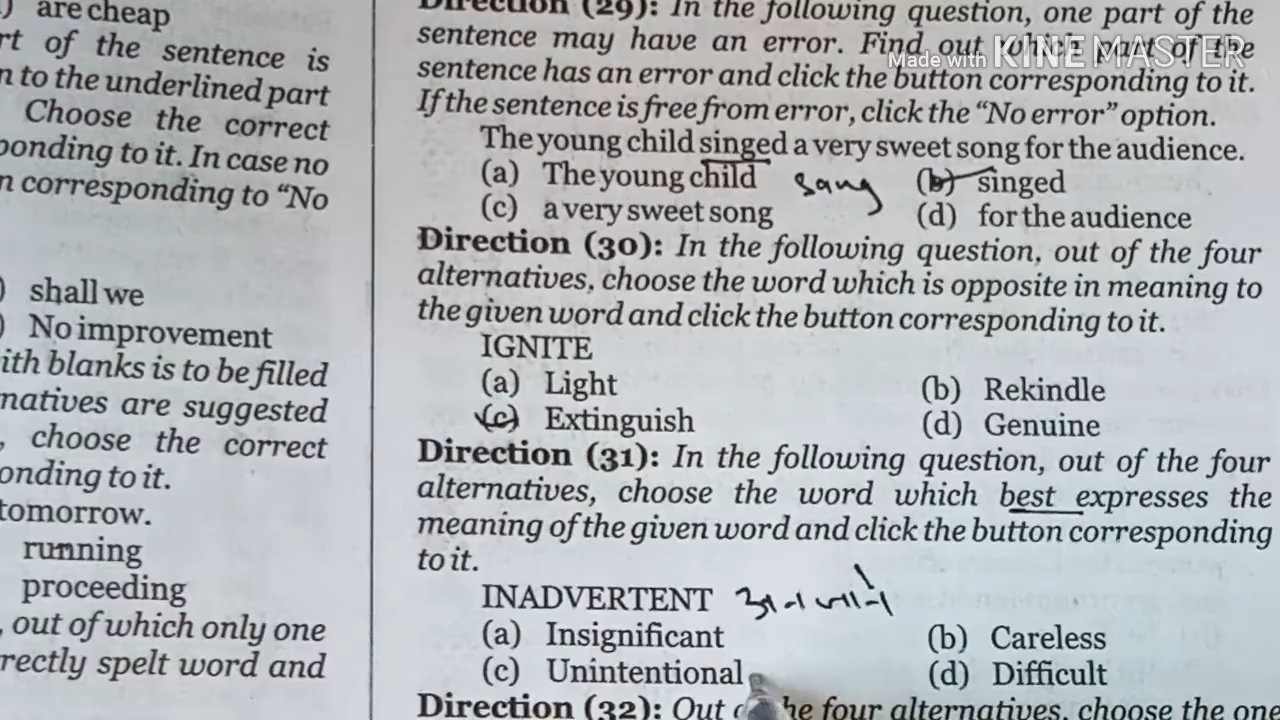 ) are cheap
rt of the sentence is
n to the underlined part
Choose the correct
ponding to it. In case no
n corresponding to "No
) shall we
) No improvement
ith blanks is to be filled
natives are suggested
, choose the correct
onding to it.
tomorrow.
running
proceeding
, out of which only one
rrectly spelt word and
Direction (29): In the following question, one part of the
sentence may have an error. Find out which part of the
Made with KINEMASTER
sentence has an error and click the button corresponding to it.
If the sentence is free from error, click the "No error" option.
The young child singed a very sweet song for the audience.
(a) The young child sang (b) singed
(c) a very sweet song (d) for the audience
Direction (30): In the following question, out of the four
alternatives, choose the word which is opposite in meaning to
the given word and click the button corresponding to it.
IGNITE
(a) Light (b) Rekindle
(c) Extinguish (d) Genuine
Direction (31): In the following question, out of the four
alternatives, choose the word which best expresses the
meaning of the given word and click the button corresponding
to it.
INADVERTENT
(a) Insignificant (b) Careless
(c) Unintentional (d) Difficult
Direction (32): Out he four alternatives, choose the one